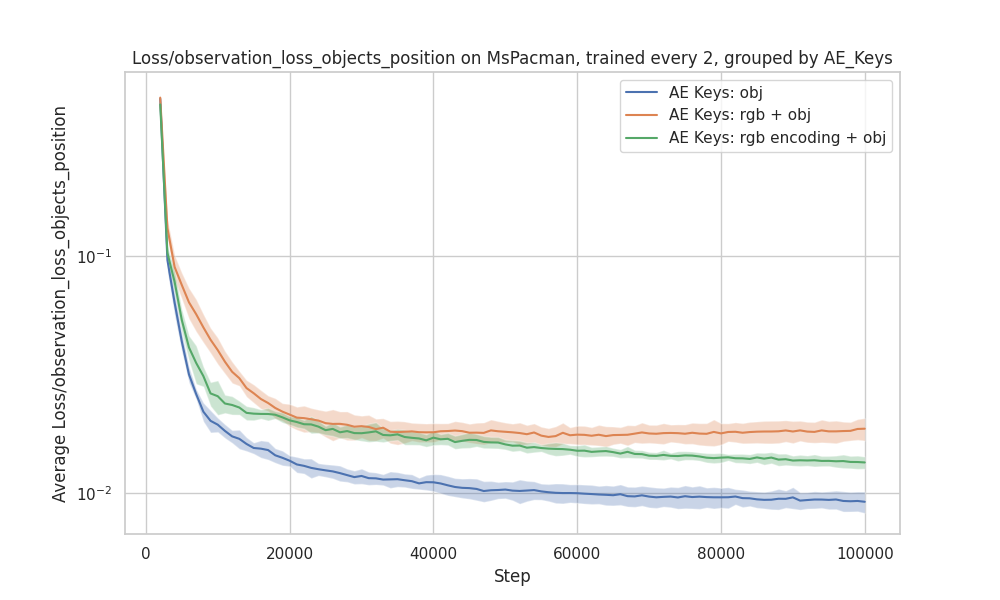 Loss/observation_loss_objects_position on MsPacman, trained every 2, grouped by AE_Keys
AE Keys: obj
AE Keys: rgb + obj
AE Keys: rgb encoding + obj
Average Loss/observation_loss_objects_position
10−1
10−2
0 20000 40000 60000 80000 100000
Step